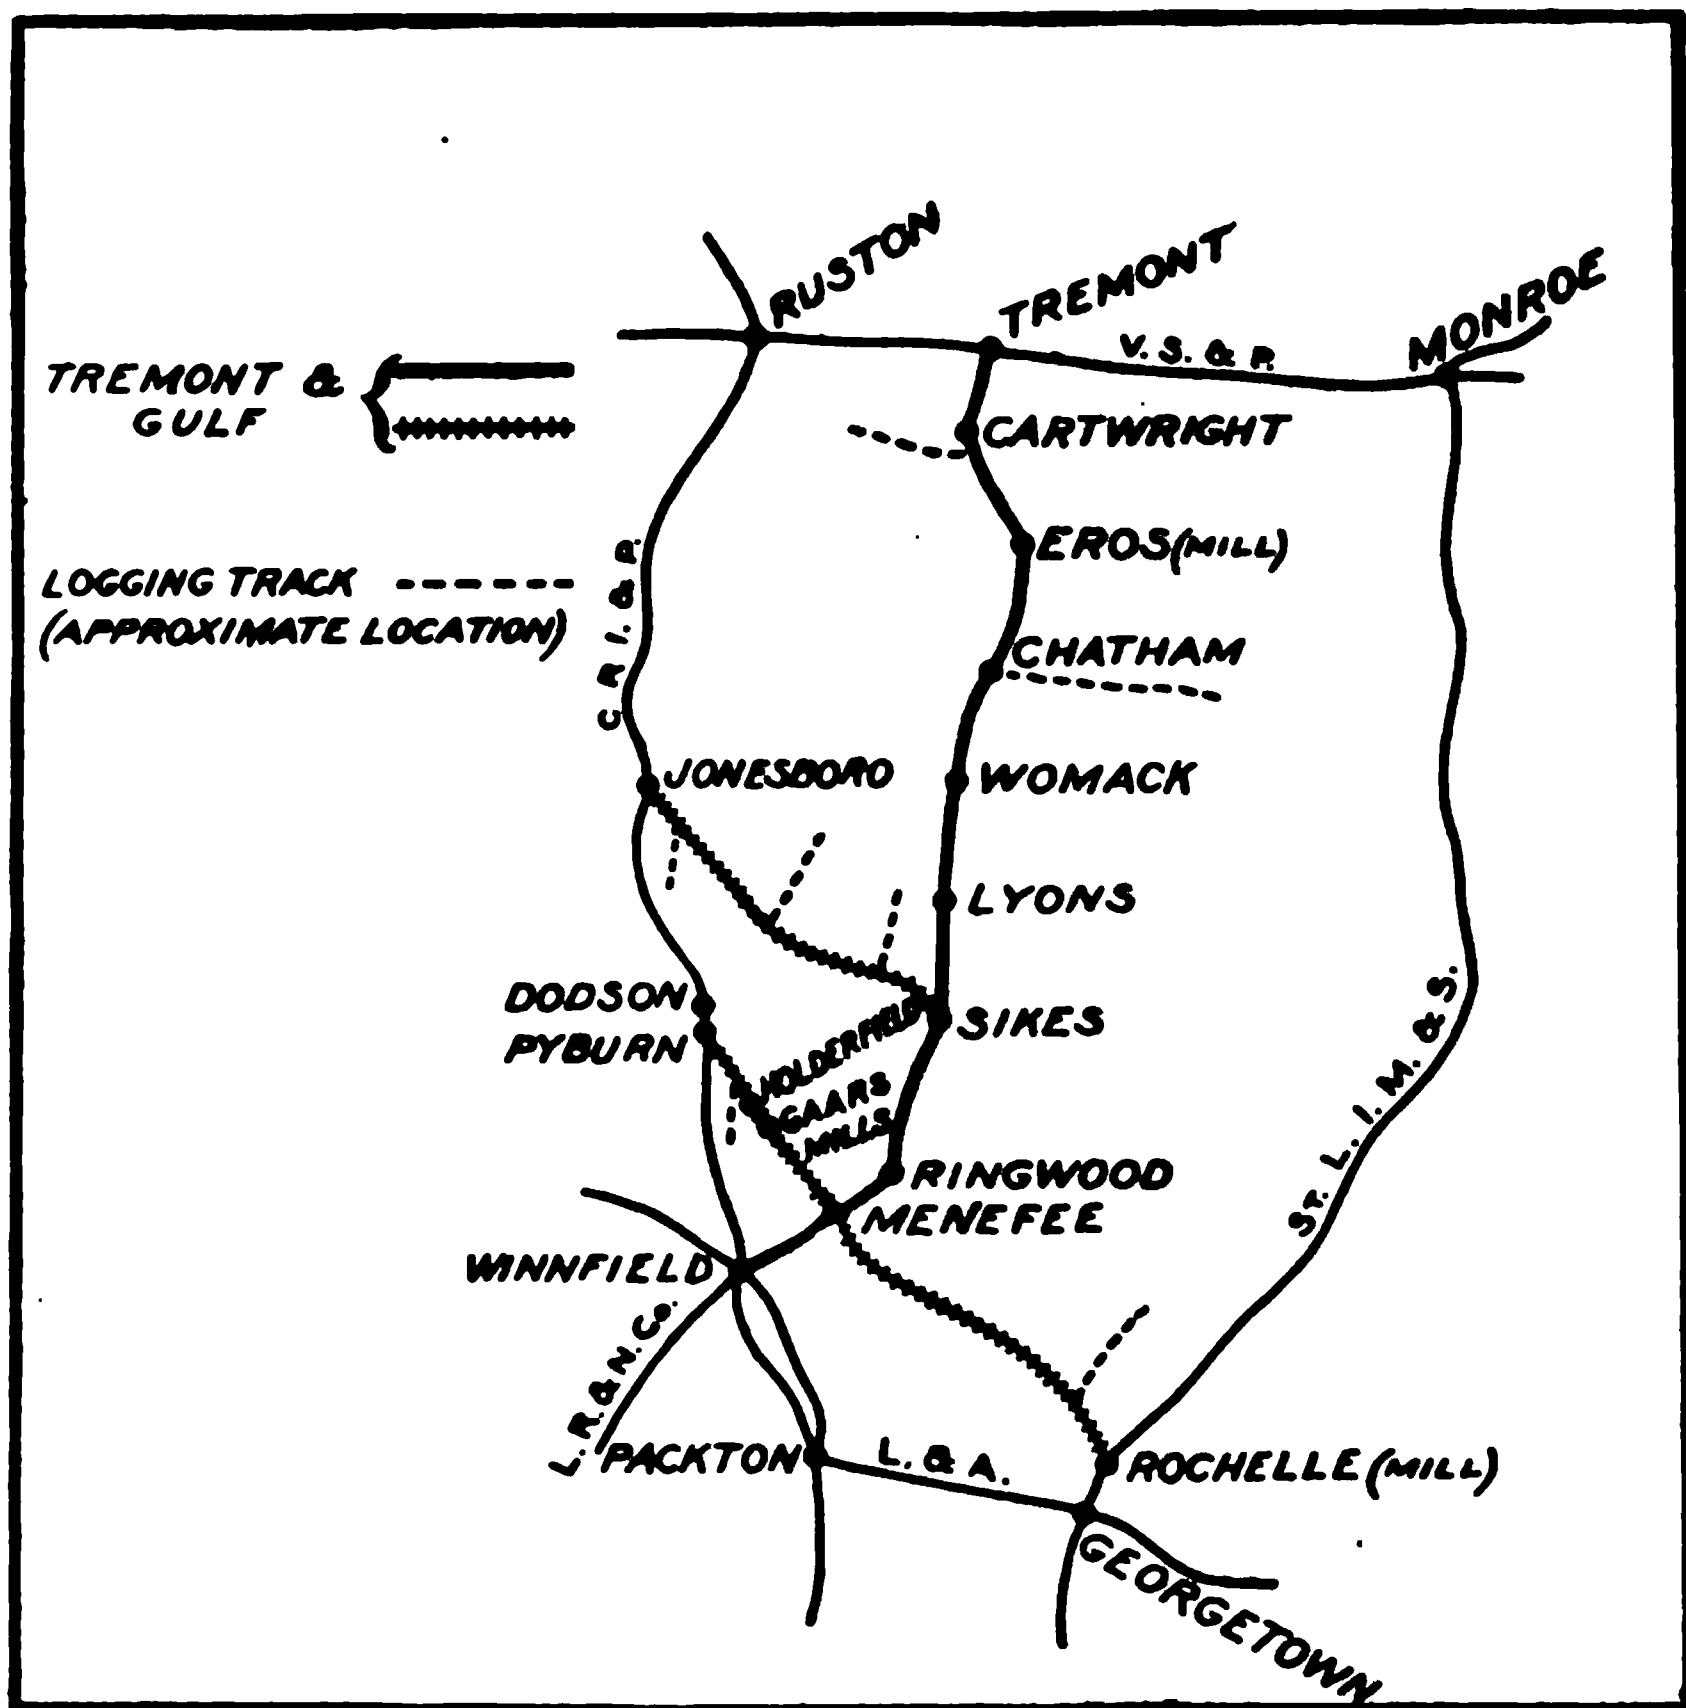 RUSTON
TREMONT
MONROE
V. S. & P.
TREMONT &
GULF
CARTWRIGHT
EROS (MILL)
LOGGING TRACK
(APPROXIMATE LOCATION)
C. R. I. & P.
CHATHAM
JONESBORO
WOMACK
LYONS
DODSON
PYBURN
HOLDERFIELD
GAARS
MILLS
SIKES
ST. L. I. M. & S.
RINGWOOD
MENEFEE
WINNFIELD
L. R. & N. Co.
PACKTON
L. & A.
ROCHELLE (MILL)
GEORGETOWN